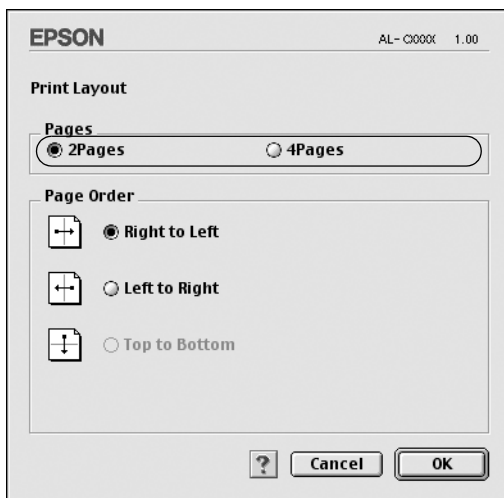 EPSON AL-CXXXX 1.00
Print Layout
Pages
2Pages 4Pages
Page Order
Right to Left
Left to Right
Top to Bottom
? Cancel OK